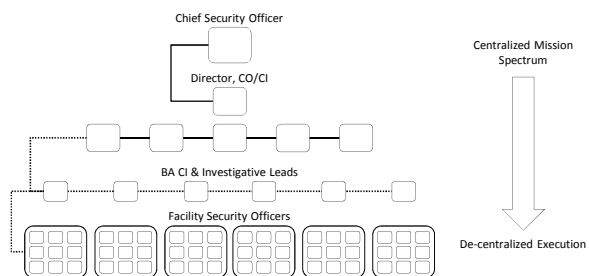 Chief Security Officer
Director, CO/CI
BA CI & Investigative Leads
Facility Security Officers
Centralized Mission
Spectrum
De-centralized Execution